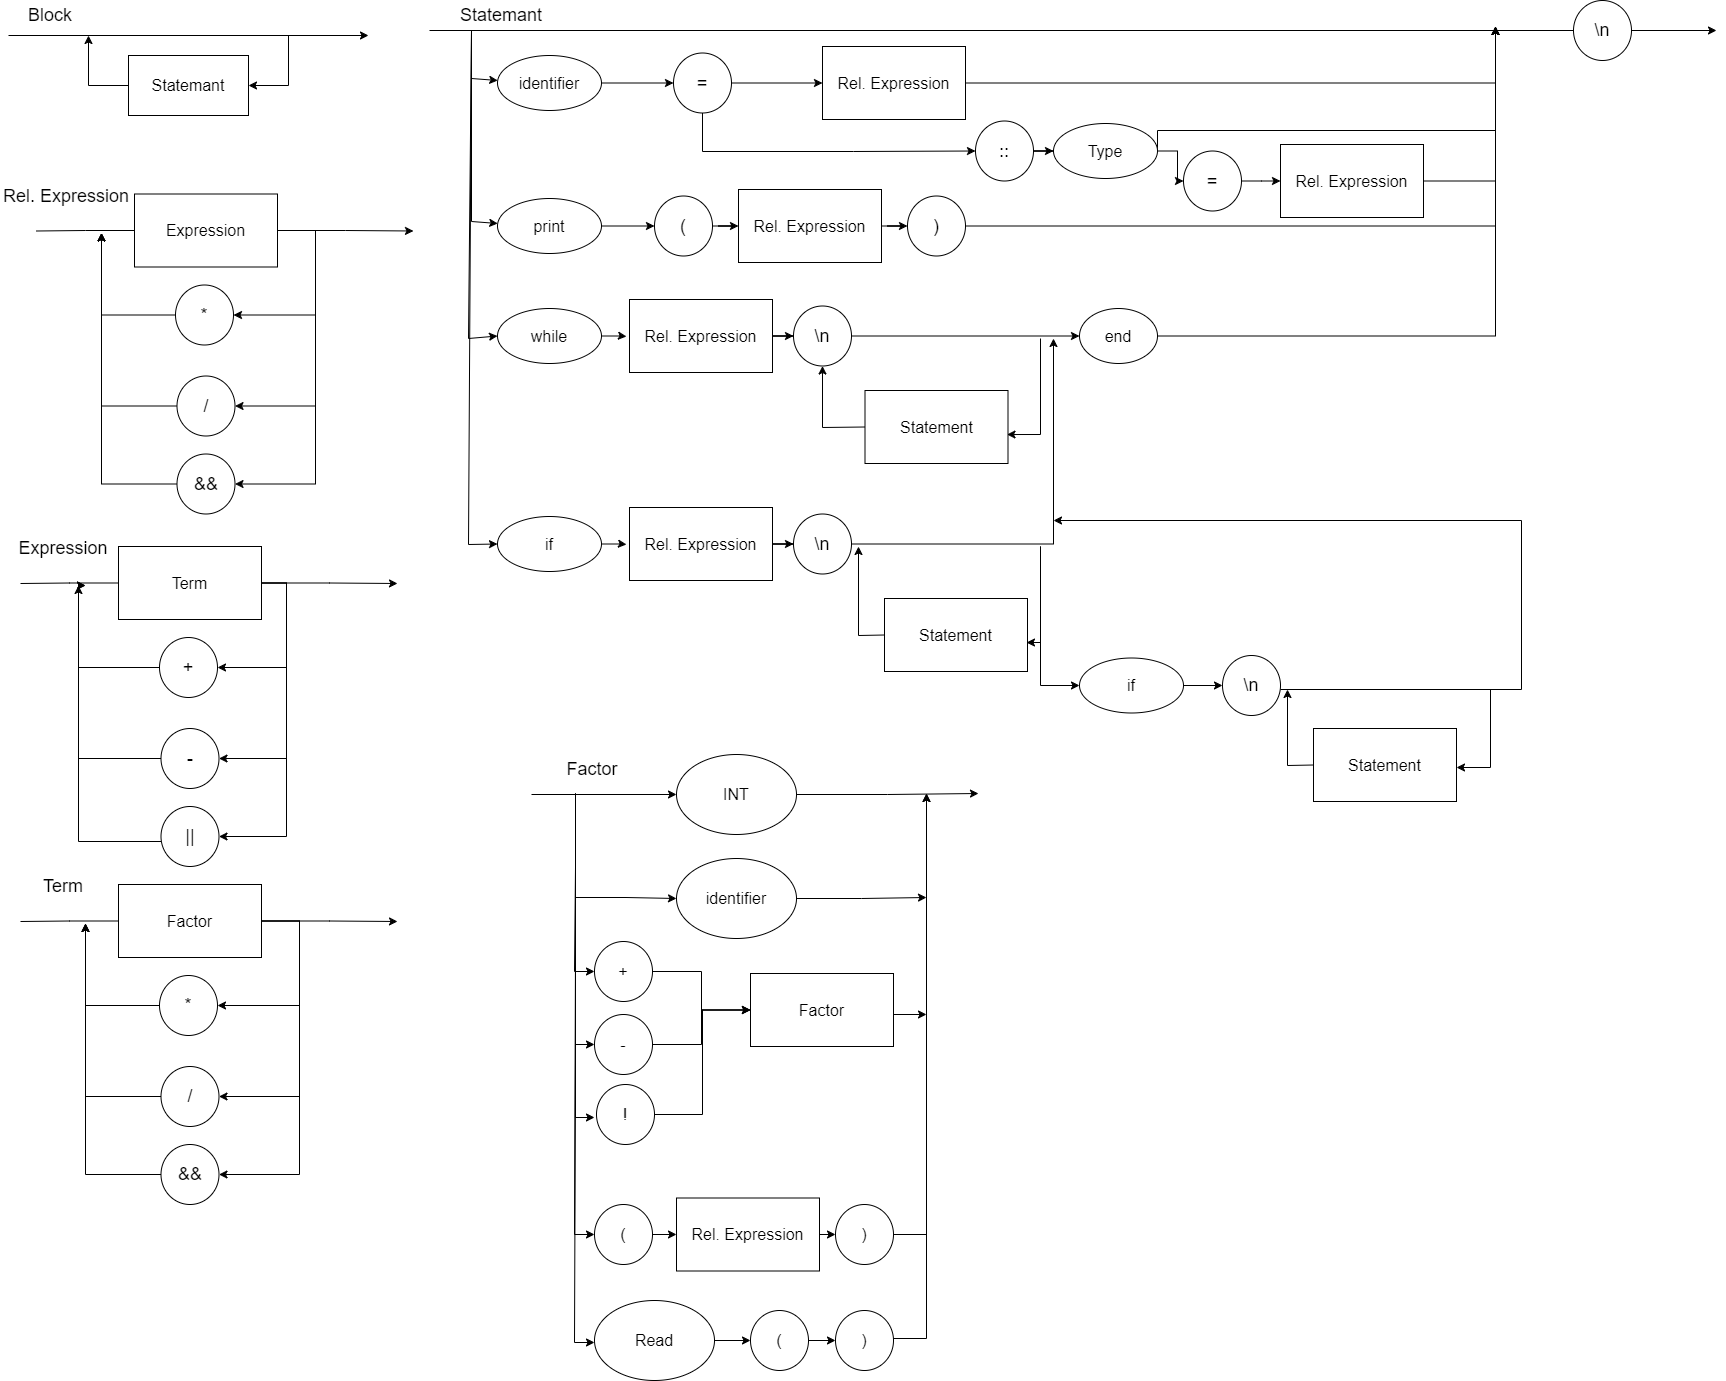 Block
Statemant
Rel. Expression
Expression
*
/
&&
Expression
Term
+
-
||
Term
Factor
*
/
&&
Statemant
\n
identifier
=
Rel. Expression
::
Type
=
Rel. Expression
print
(
Rel. Expression
)
while
Rel. Expression
\n
end
Statement
if
Rel. Expression
\n
Statement
if
\n
Statement
Factor
INT
identifier
+
-
!
Factor
(
Rel. Expression
)
Read
(
)